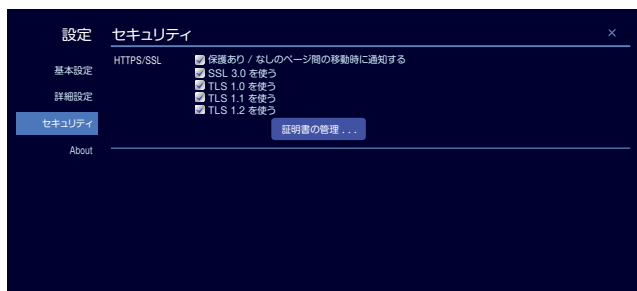 設定
セキュリティ
×
基本設定
詳細設定
セキュリティ
About
HTTPS/SSL
保護あり / なしのページ間の移動時に通知する
SSL 3.0 を使う
TLS 1.0 を使う
TLS 1.1 を使う
TLS 1.2 を使う
証明書の管理 . . .